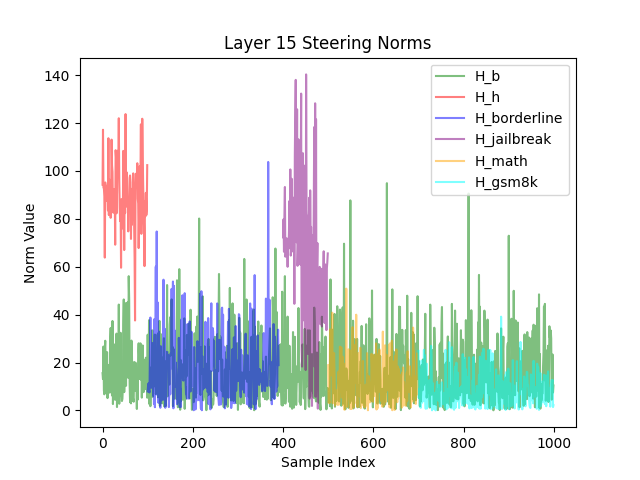 Layer 15 Steering Norms
Norm Value
140
120
100
80
60
40
20
0
0
200
400
600
800
1000
Sample Index
H_b
H_h
H_borderline
H_jailbreak
H_math
H_gsm8k